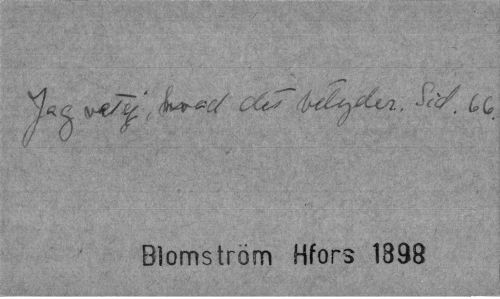 Jag vet ej, hvad det betyder. Sid. 66.
Blomström Hfors 1898